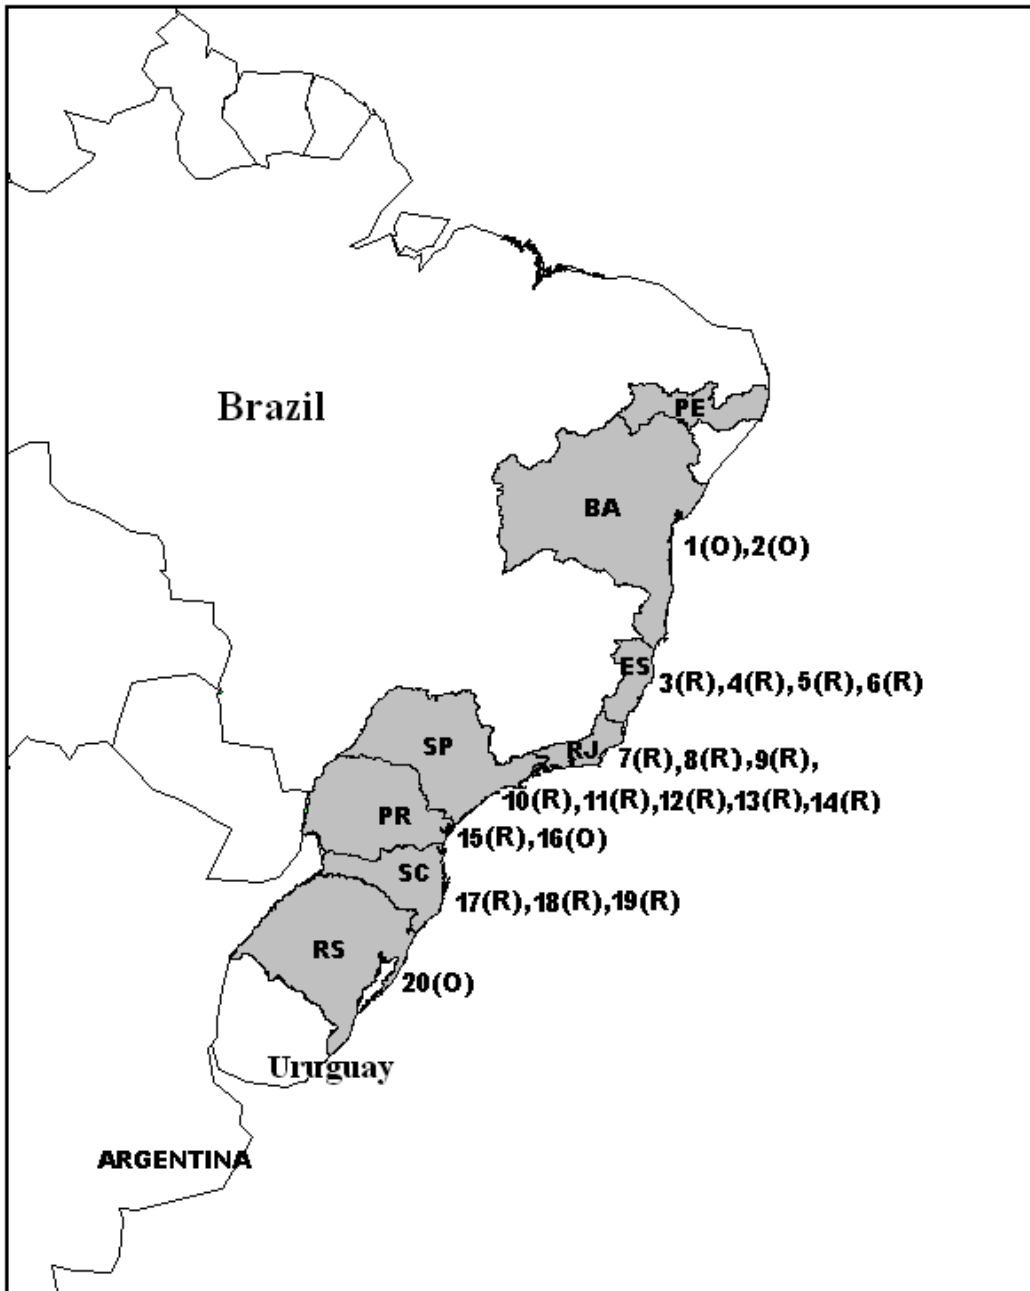 PE
Brazil
BA
1(O),2(O)
ES
3(R),4(R),5(R),6(R)
SP
RJ
7(R),8(R),9(R),
10(R),11(R),12(R),13(R),14(R)
PR
15(R),16(O)
SC
17(R),18(R),19(R)
RS
20(O)
Uruguay
ARGENTINA